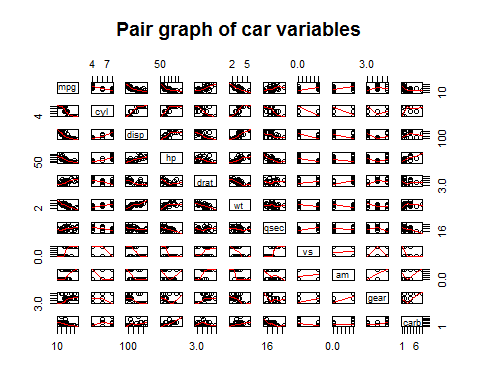 Pair graph of car variables
4 7 50 2 5 0.0 3.0
mpg 10
4 cyl
disp 100
50 hp
drat 3.0
2 wt
qsec 16
0.0 vs
am 0.0
3.0 gear
carb 1
10 100 3.0 16 0.0 1 6